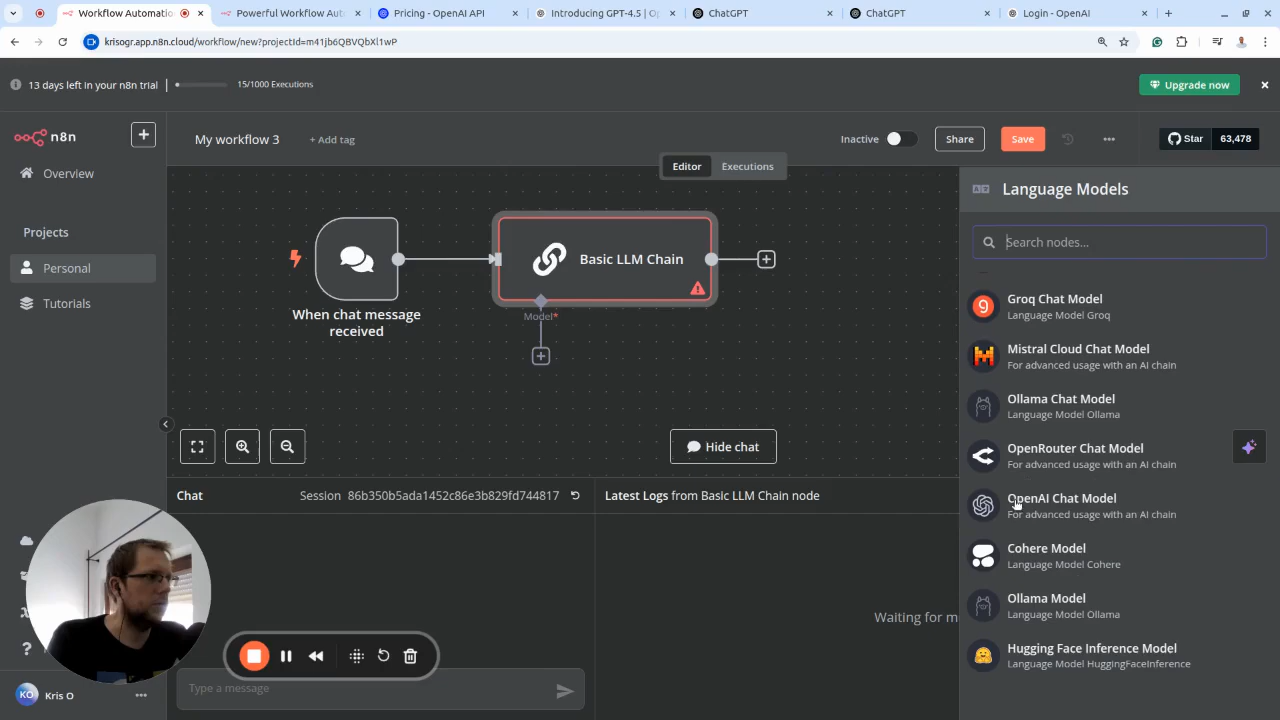 Workflow Automatio
Powerful Workflow Aut
Pricing - OpenAI API
Introducing GPT-4.5 | Op
ChatGPT
ChatGPT
Login - OpenAI
krisogr.app.n8n.cloud/workflow/new?projectId=m41jb6QBVQbXl1wP
13 days left in your n8n trial
15/1000 Executions
Upgrade now
n8n
My workflow 3
+ Add tag
Inactive
Share
Save
Star
63,478
Overview
Projects
Personal
Tutorials
Editor
Executions
Basic LLM Chain
When chat message
received
Model*
Hide chat
Chat
Session 86b350b5ada1452c86e3b829fd744817
Latest Logs from Basic LLM Chain node
Waiting for m
Type a message
KO
Kris O
Language Models
Search nodes...
Groq Chat Model
Language Model Groq
Mistral Cloud Chat Model
For advanced usage with an AI chain
Ollama Chat Model
Language Model Ollama
OpenRouter Chat Model
For advanced usage with an AI chain
OpenAI Chat Model
For advanced usage with an AI chain
Cohere Model
Language Model Cohere
Ollama Model
Language Model Ollama
Hugging Face Inference Model
Language Model HuggingFaceInference